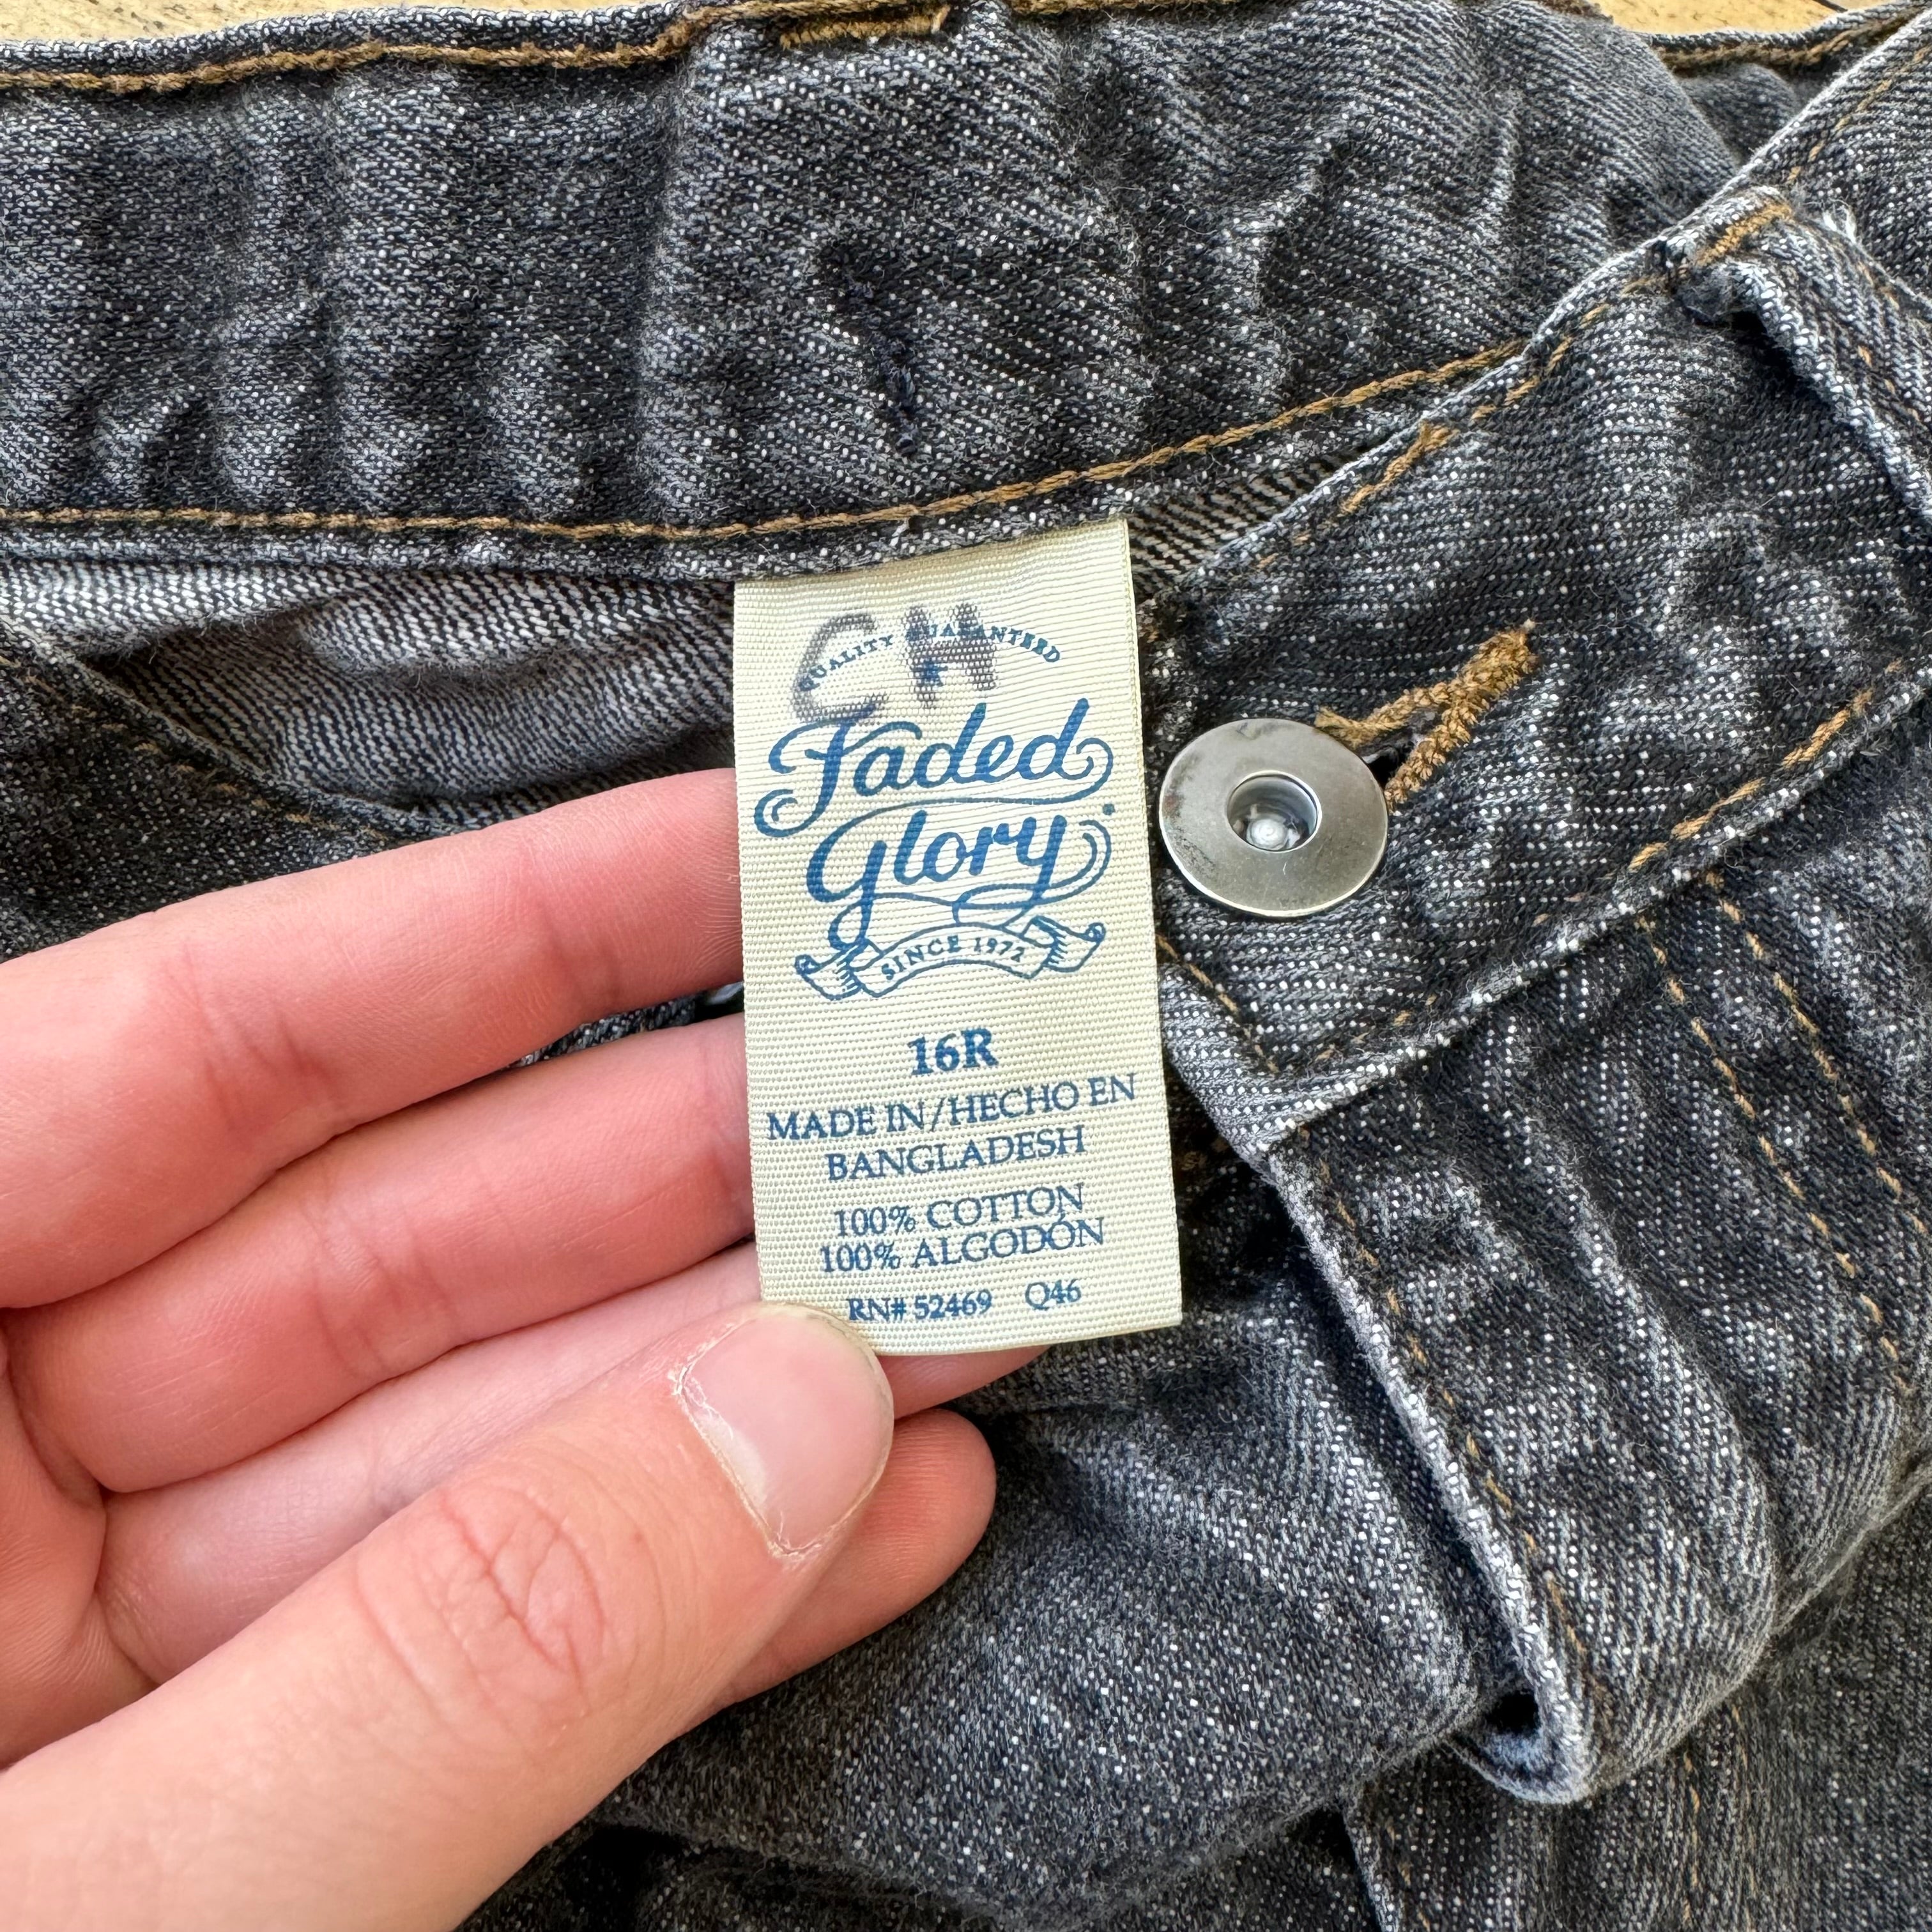 CH
QUALITY GUARANTEED
Faded
Glory
SINCE 1972
16R
MADE IN/HECHO EN
BANGLADESH
100% COTTON
100% ALGODÓN
RN# 52469 Q46